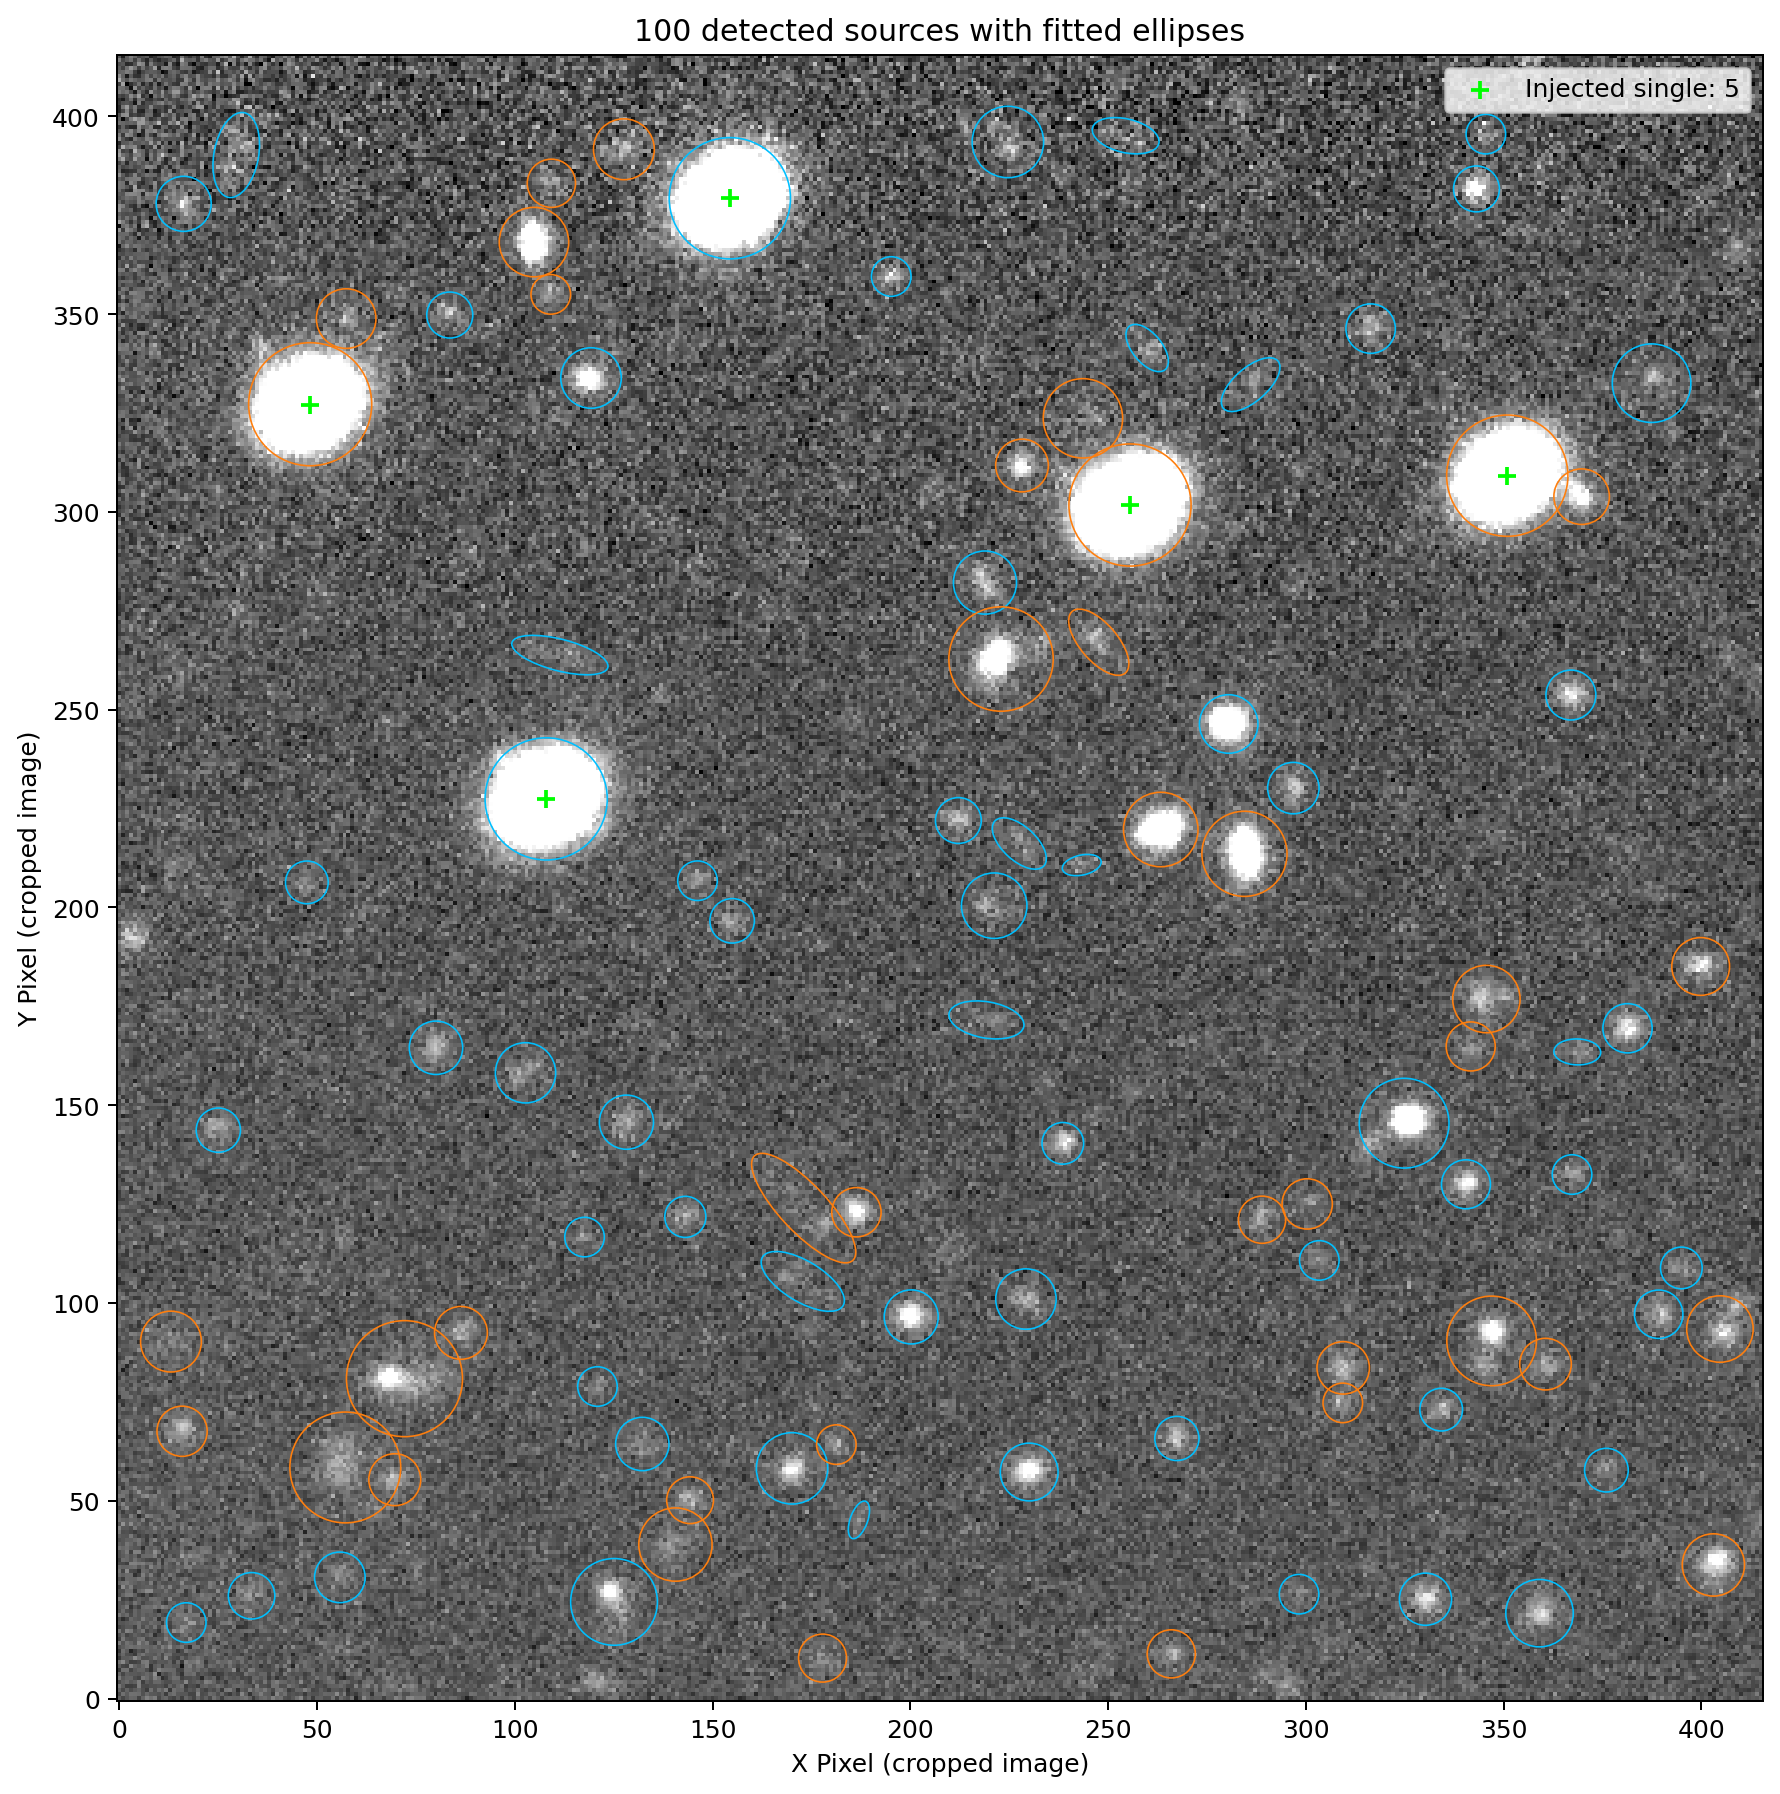 100 detected sources with fitted ellipses
Injected single: 5
Y Pixel (cropped image)
400
350
300
250
200
150
100
50
0
0 50 100 150 200 250 300 350 400
X Pixel (cropped image)